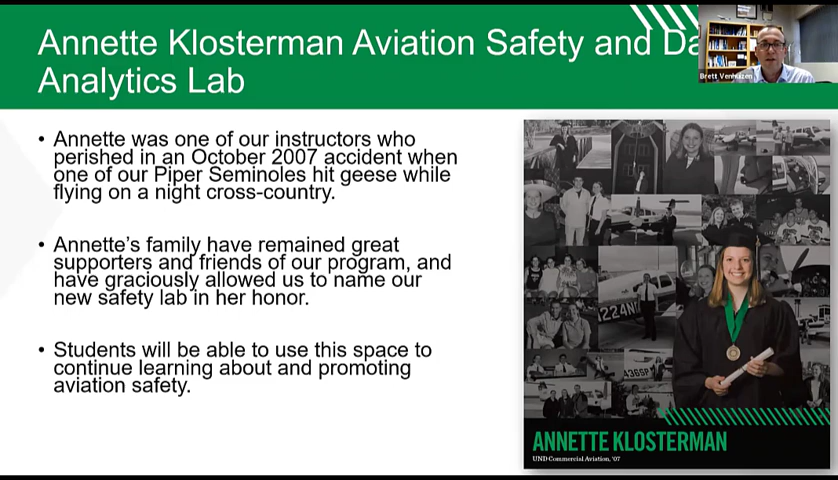 Annette Klosterman Aviation Safety and Da
Analytics Lab
Brett Venhuizen
• Annette was one of our instructors who
perished in an October 2007 accident when
one of our Piper Seminoles hit geese while
flying on a night cross-country.
• Annette's family have remained great
supporters and friends of our program, and
have graciously allowed us to name our
new safety lab in her honor.
• Students will be able to use this space to
continue learning about and promoting
aviation safety.
224N
ANNETTE KLOSTERMAN
UND Commercial Aviation, '07